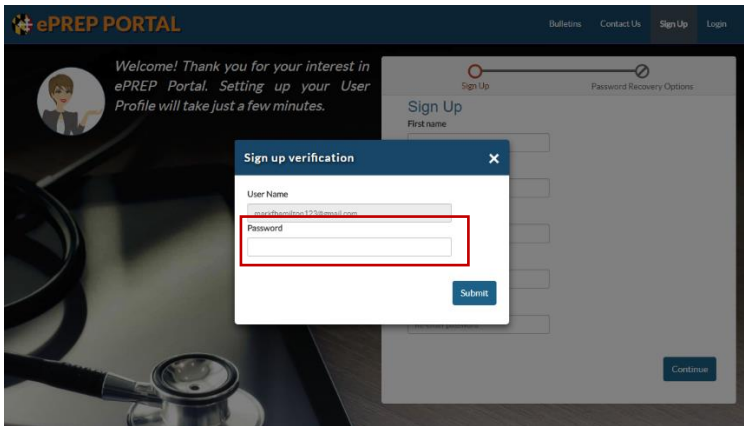 ePREP PORTAL
Bulletins Contact Us Sign Up Login
Welcome! Thank you for your interest in
ePREP Portal. Setting up your User
Profile will take just a few minutes.
Sign Up
Password Recovery Options
Sign Up
First name
Sign up verification
×
User Name
Password
Submit
Continue